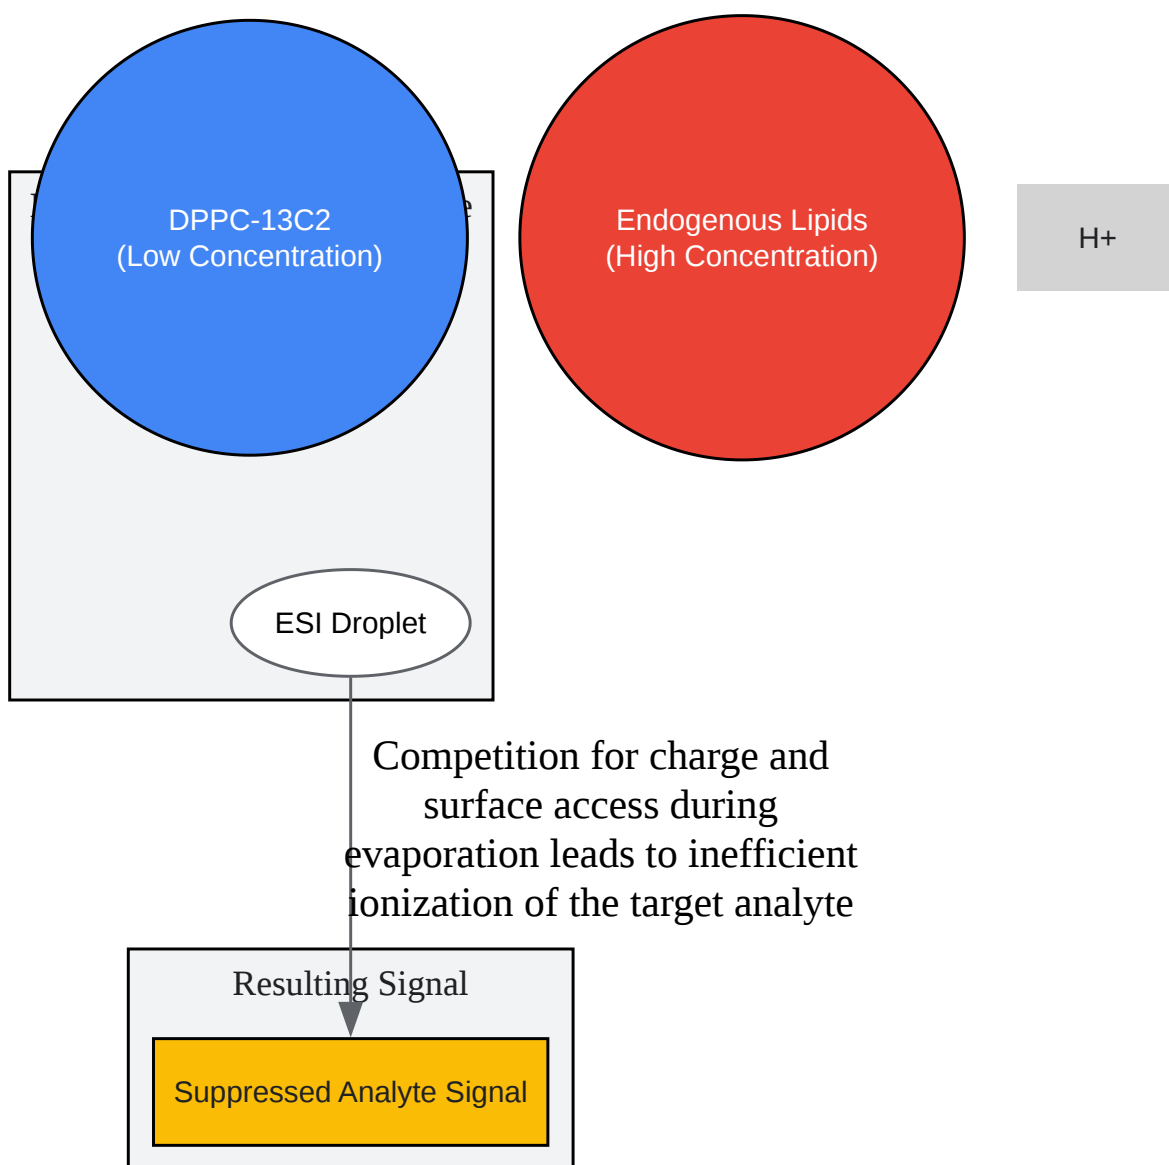 DPPC-13C2
(Low Concentration)
Endogenous Lipids
(High Concentration)
H+
ESI Droplet
Competition for charge and
surface access during
evaporation leads to inefficient
ionization of the target analyte
Resulting Signal
Suppressed Analyte Signal